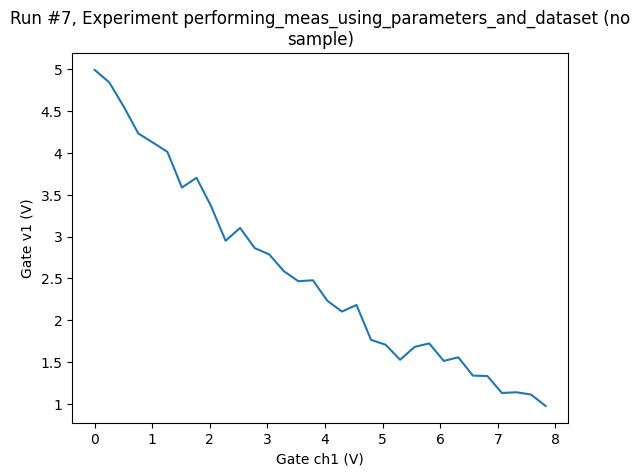 Run #7, Experiment performing_meas_using_parameters_and_dataset (no
sample)
5
4.5
4
3.5
3
2.5
2
1.5
1
Gate v1 (V)
0 1 2 3 4 5 6 7 8
Gate ch1 (V)